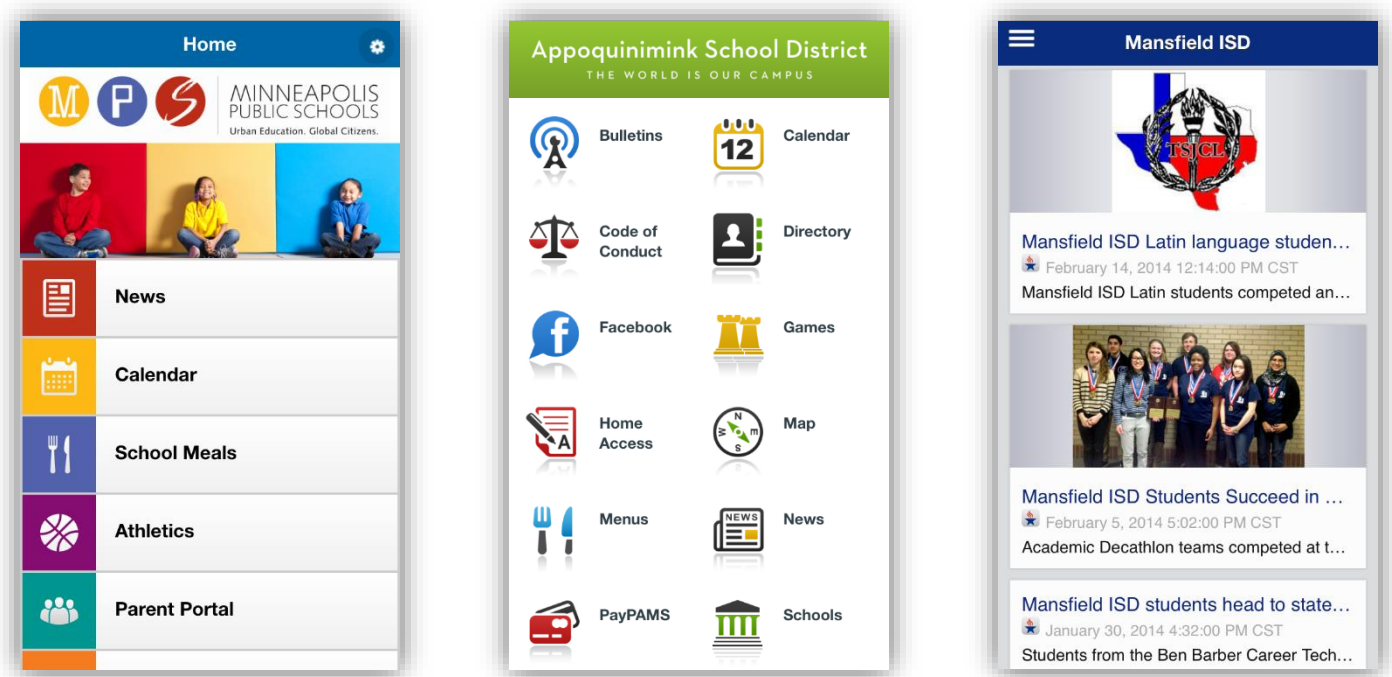 Home
M P S
MINNEAPOLIS
PUBLIC SCHOOLS
Urban Education. Global Citizens.
News
Calendar
School Meals
Athletics
Parent Portal
Appoquinimink School District
THE WORLD IS OUR CAMPUS
Bulletins
12
Calendar
Code of
Conduct
Directory
f
Facebook
Games
A
Home
Access
N
W E
S
Map
Menus
NEWS
News
PayPAMS
Schools
Mansfield ISD
TSJCL
Mansfield ISD Latin language studen...
February 14, 2014 12:14:00 PM CST
Mansfield ISD Latin students competed an...
Mansfield ISD Students Succeed in ...
February 5, 2014 5:02:00 PM CST
Academic Decathlon teams competed at t...
Mansfield ISD students head to state...
January 30, 2014 4:32:00 PM CST
Students from the Ben Barber Career Tech...